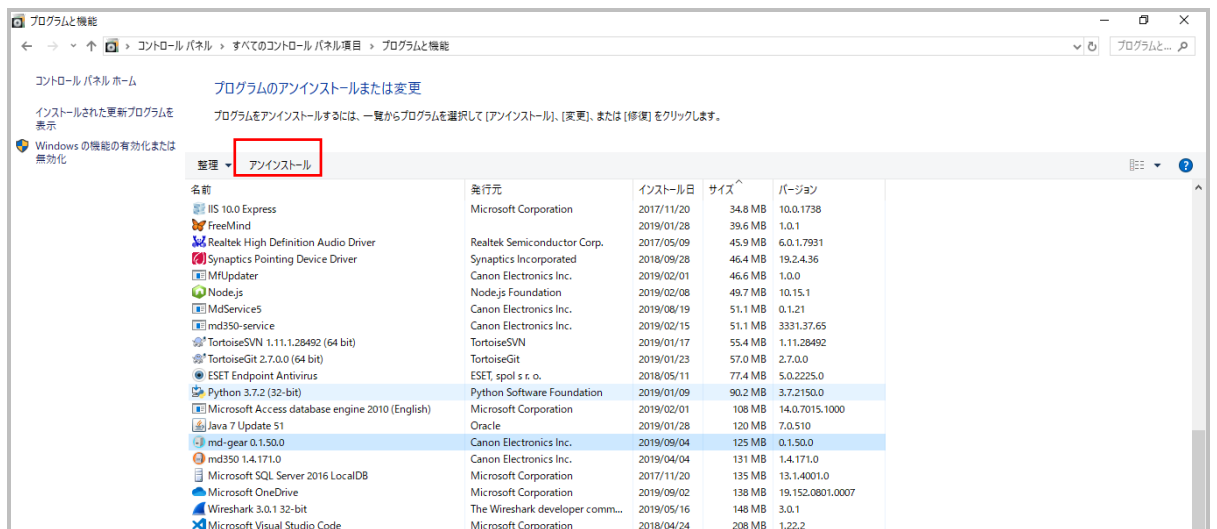 プログラムと機能
コントロール パネル › すべてのコントロール パネル項目 › プログラムと機能
プログラムと...
コントロール パネル ホーム
インストールされた更新プログラムを
表示
Windows の機能の有効化または
無効化
プログラムのアンインストールまたは変更
プログラムをアンインストールするには、一覧からプログラムを選択して [アンインストール]、[変更]、または [修復] をクリックします。
整理 アンインストール
名前 発行元 インストール日 サイズ バージョン
IIS 10.0 Express Microsoft Corporation 2017/11/20 34.8 MB 10.0.1738
FreeMind 2019/01/28 39.6 MB 1.0.1
Realtek High Definition Audio Driver Realtek Semiconductor Corp. 2017/05/09 45.9 MB 6.0.1.7931
Synaptics Pointing Device Driver Synaptics Incorporated 2018/09/28 46.4 MB 19.2.4.36
MfUpdater Canon Electronics Inc. 2019/02/01 46.6 MB 1.0.0
Node.js Node.js Foundation 2019/02/08 49.7 MB 10.15.1
MdService5 Canon Electronics Inc. 2019/08/19 51.1 MB 0.1.21
md350-service Canon Electronics Inc. 2019/02/15 51.1 MB 3331.37.65
TortoiseSVN 1.11.1.28492 (64 bit) TortoiseSVN 2019/01/17 55.4 MB 1.11.28492
TortoiseGit 2.7.0.0 (64 bit) TortoiseGit 2019/01/23 57.0 MB 2.7.0.0
ESET Endpoint Antivirus ESET, spol s r. o. 2018/05/11 77.4 MB 5.0.2225.0
Python 3.7.2 (32-bit) Python Software Foundation 2019/01/09 90.2 MB 3.7.2150.0
Microsoft Access database engine 2010 (English) Microsoft Corporation 2019/02/01 108 MB 14.0.7015.1000
Java 7 Update 51 Oracle 2019/01/28 120 MB 7.0.510
md-gear 0.1.50.0 Canon Electronics Inc. 2019/09/04 125 MB 0.1.50.0
md350 1.4.171.0 Canon Electronics Inc. 2019/04/04 131 MB 1.4.171.0
Microsoft SQL Server 2016 LocalDB Microsoft Corporation 2017/11/20 135 MB 13.1.4001.0
Microsoft OneDrive Microsoft Corporation 2019/09/02 138 MB 19.152.0801.0007
Wireshark 3.0.1 32-bit The Wireshark developer comm... 2019/05/16 148 MB 3.0.1
Microsoft Visual Studio Code Microsoft Corporation 2018/04/24 208 MB 1.22.2